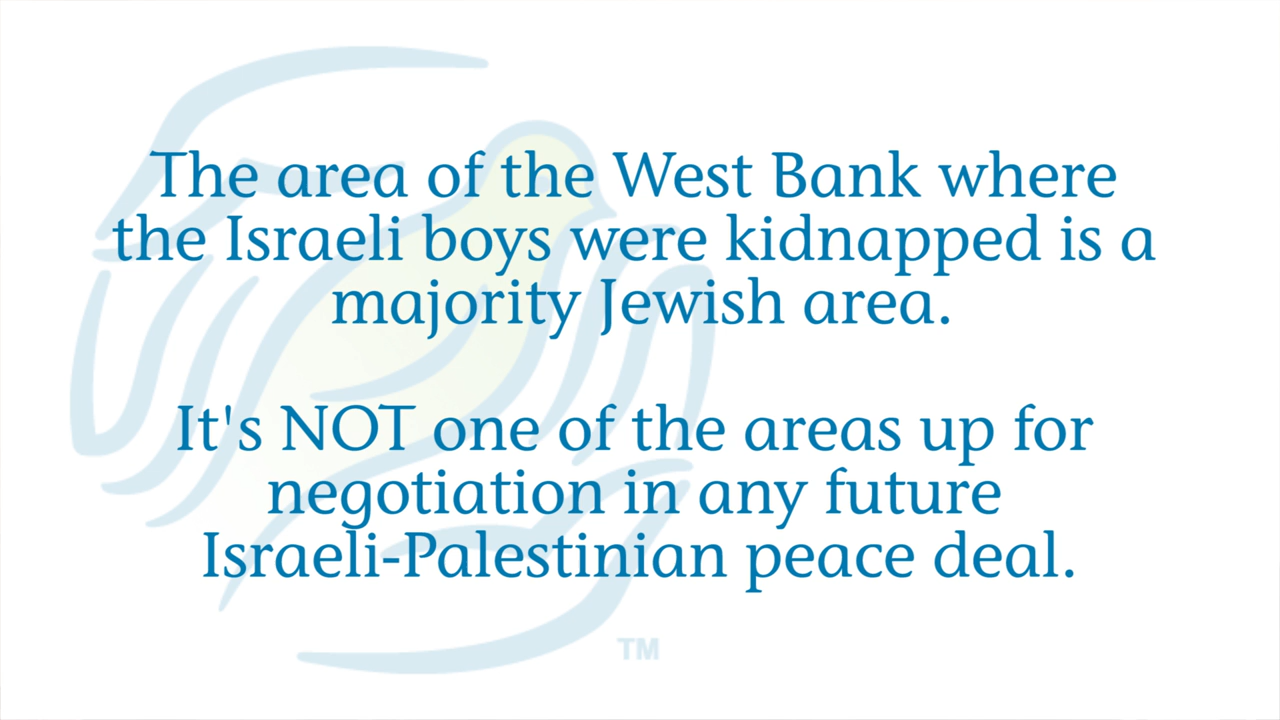 The area of the West Bank where
the Israeli boys were kidnapped is a
majority Jewish area.
It's NOT one of the areas up for
negotiation in any future
Israeli-Palestinian peace deal.
TM